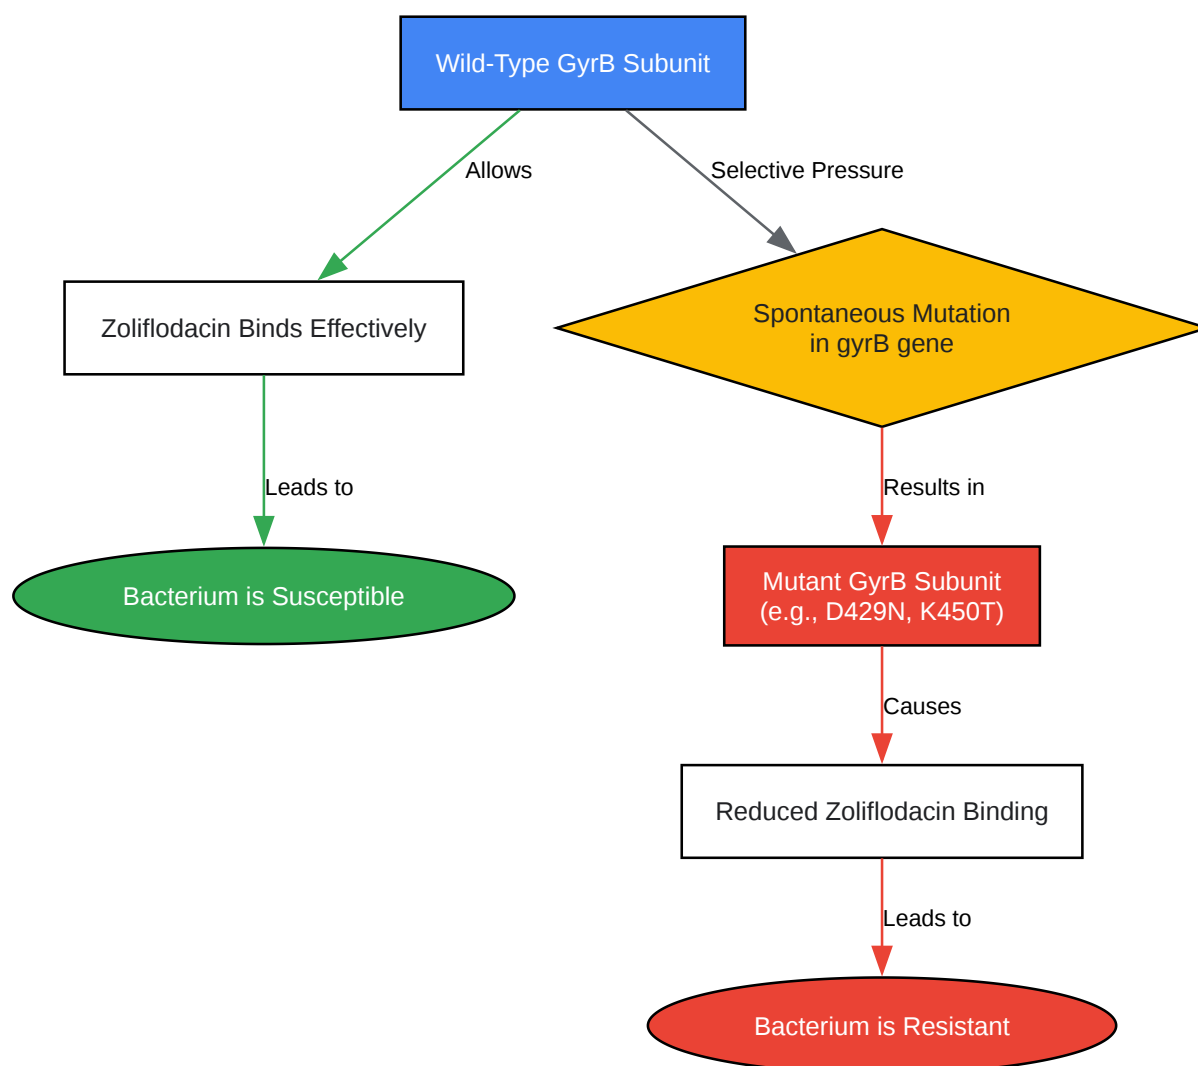 Wild-Type GyrB Subunit
Allows
Selective Pressure
Zoliflodacin Binds Effectively
Spontaneous Mutation
in gyrB gene
Leads to
Results in
Bacterium is Susceptible
Mutant GyrB Subunit
(e.g., D429N, K450T)
Causes
Reduced Zoliflodacin Binding
Leads to
Bacterium is Resistant